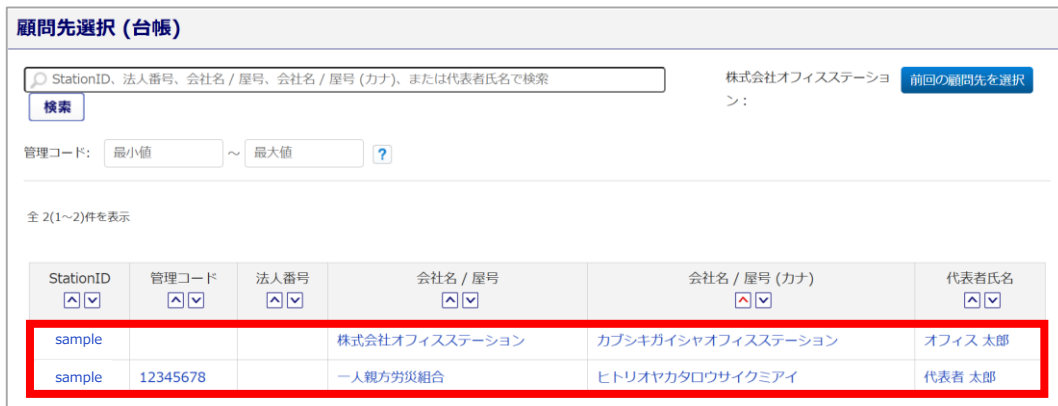 顧問先選択 (台帳)
StationID、法人番号、会社名 / 屋号、会社名 / 屋号 (カナ)、または代表者氏名で検索
検索
株式会社オフィスステーショ
ン：
前回の顧問先を選択
管理コード: 最小値 ～ 最大値 ?
全 2(1～2)件を表示
StationID 管理コード 法人番号 会社名 / 屋号 会社名 / 屋号 (カナ) 代表者氏名
sample 株式会社オフィスステーション カブシキガイシャオフィスステーション オフィス 太郎
sample 12345678 一人親方労災組合 ヒトリオヤカタロウサイクミアイ 代表者 太郎